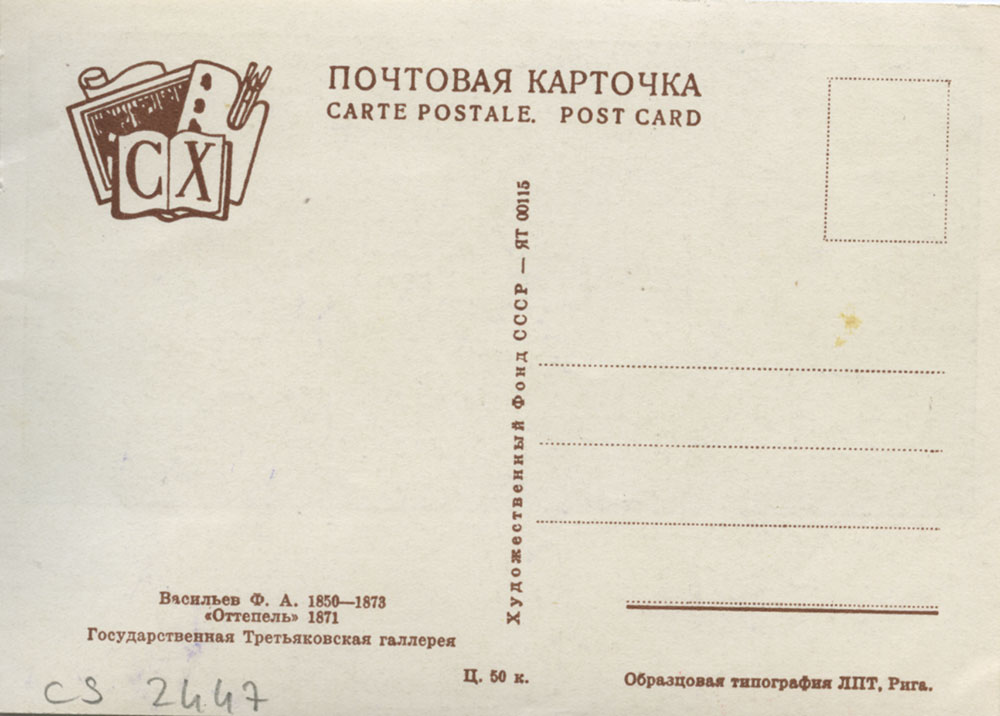 СХ
ПОЧТОВАЯ КАРТОЧКА
CARTE POSTALE. POST CARD
Художественный Фонд СССР — ЯТ 00115
Васильев Ф. А. 1850—1873
«Оттепель» 1871
Государственная Третьяковская галлерея
Ц. 50 к.
Образцовая типография ЛПТ, Рига.
CS 2447